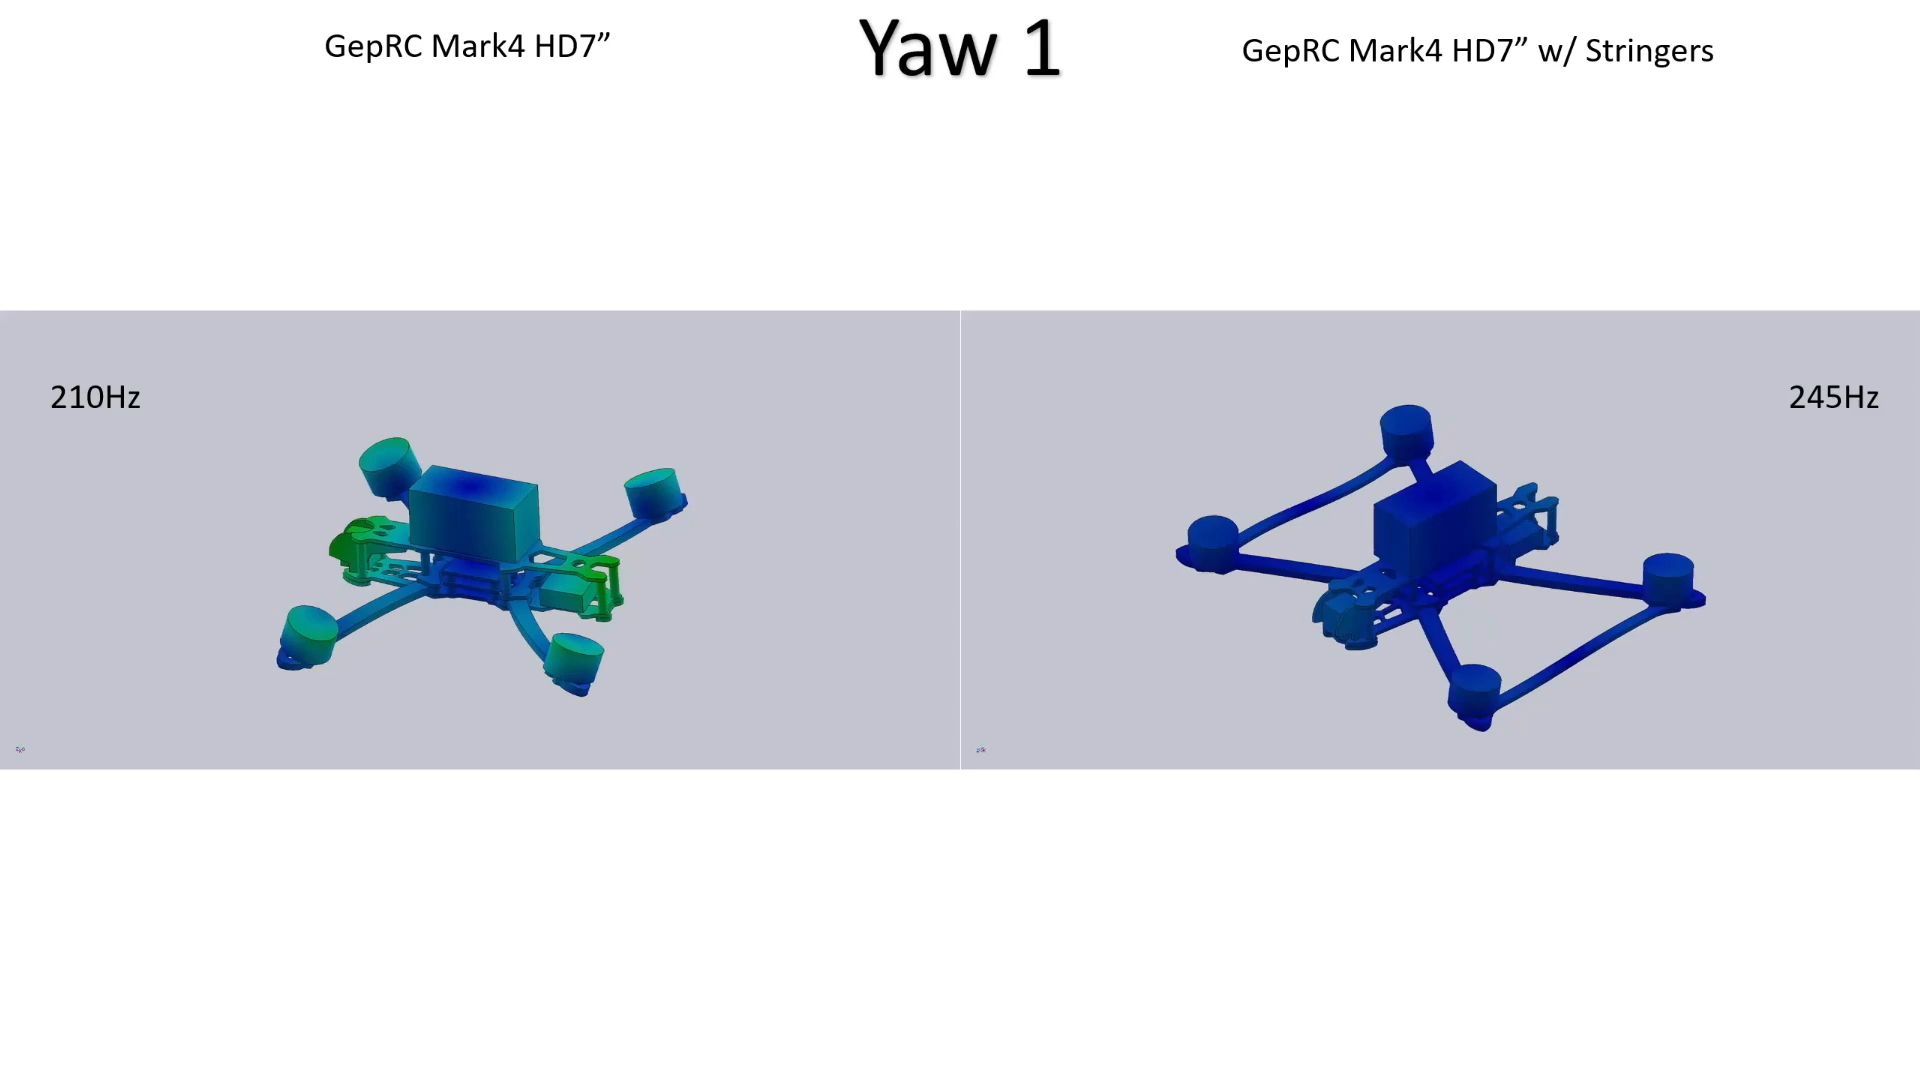 GepRC Mark4 HD7”
Yaw 1
GepRC Mark4 HD7” w/ Stringers
210Hz
245Hz